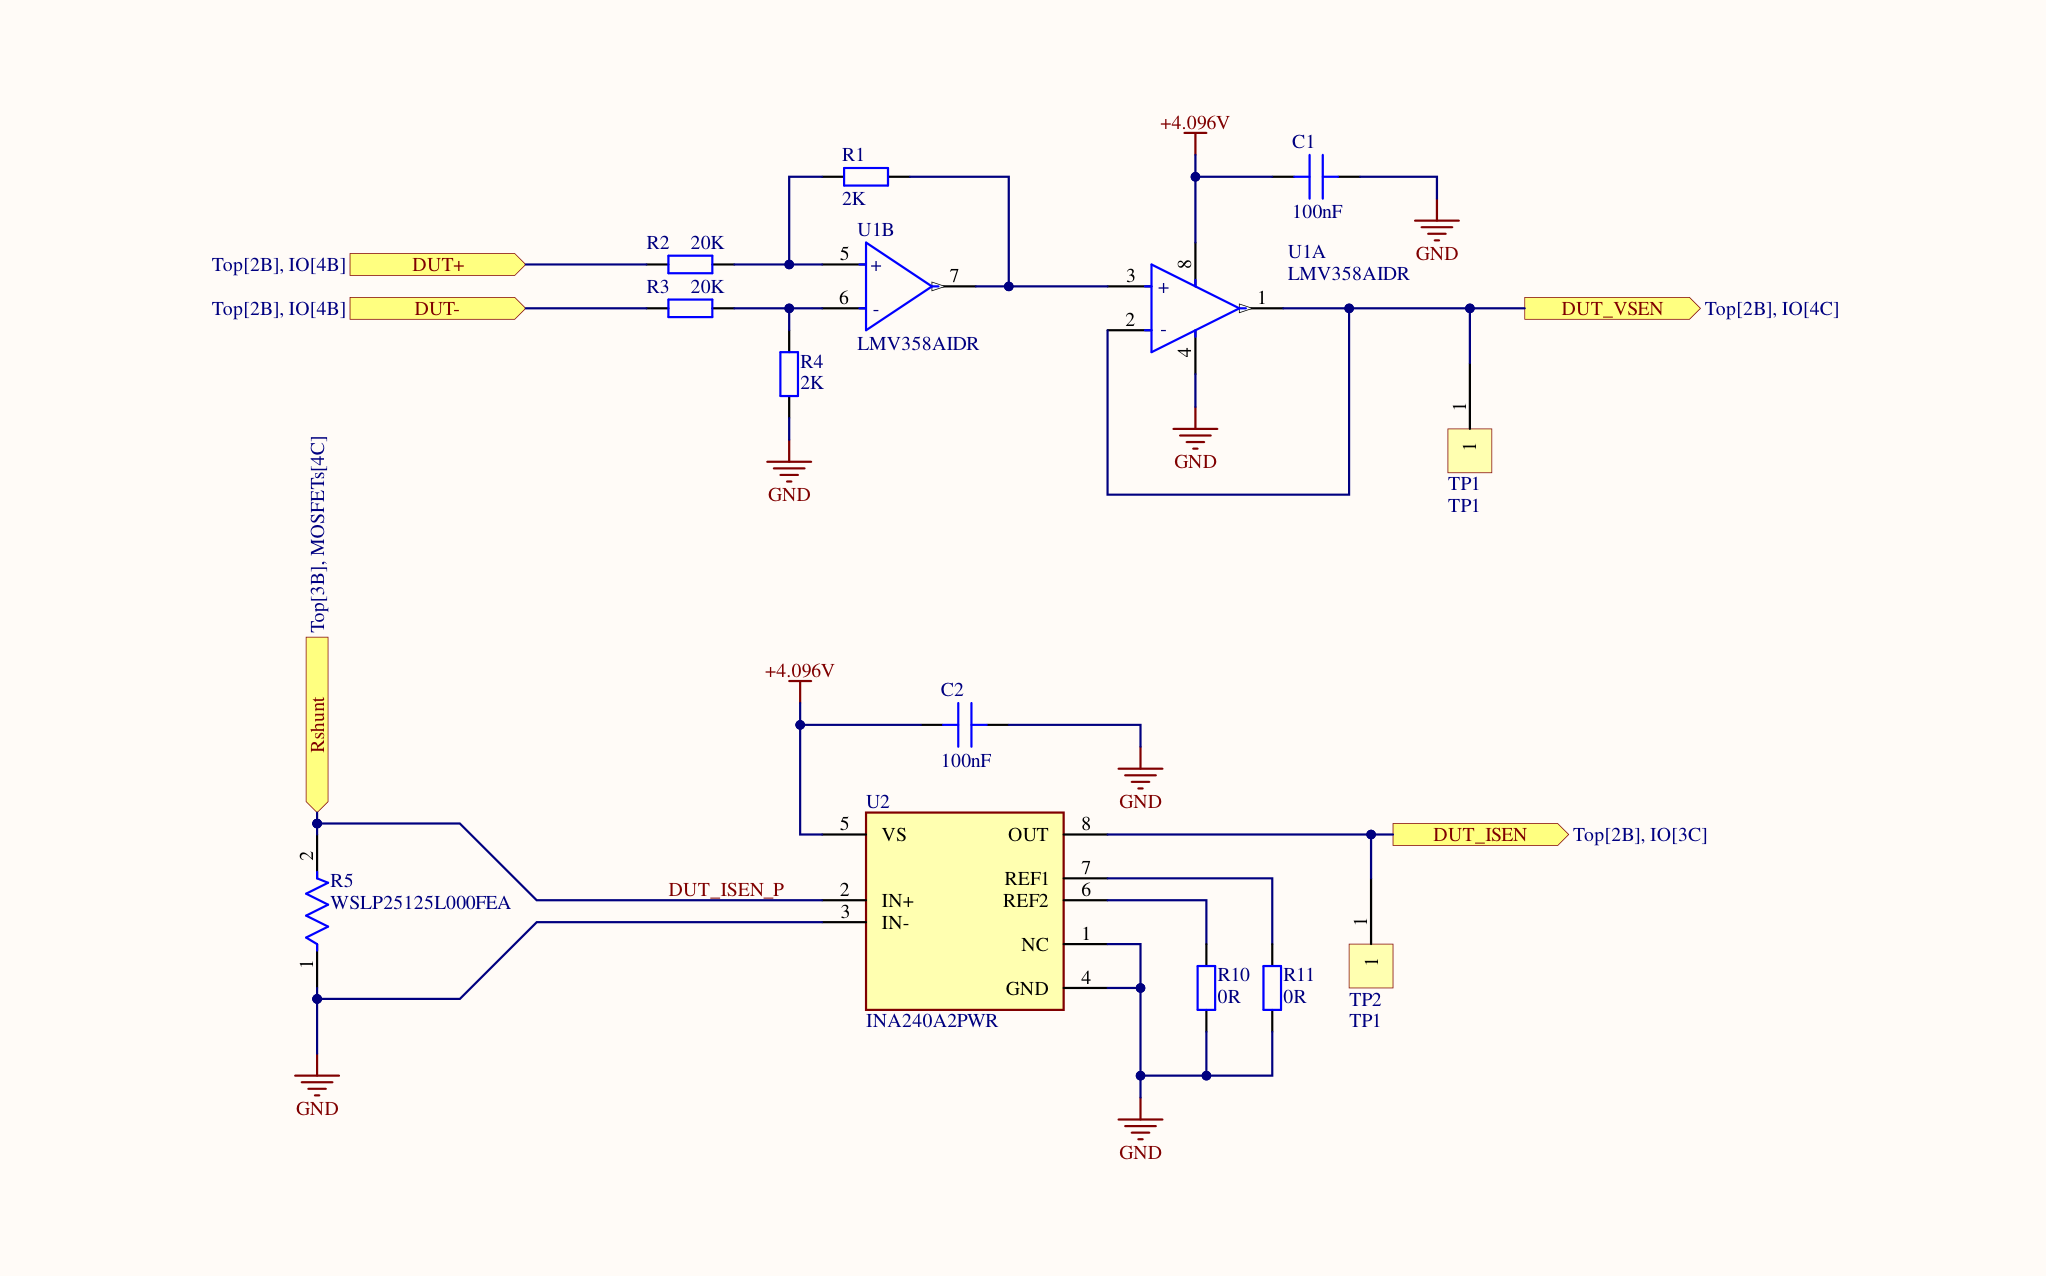 +4.096V
C1
100nF
GND
R1
2K
U1B
R2 20K
5
+
7
Top[2B], IO[4B] DUT+
R3 20K
6
-
Top[2B], IO[4B] DUT-
LMV358AIDR
R4
2K
GND
U1A
LMV358AIDR
8
3
+
1
2
-
4
GND
DUT_VSEN Top[2B], IO[4C]
1
1
TP1
TP1
Top[3B], MOSFETs[4C]
Rshunt
2
R5
WSLP25125L000FEA
1
GND
+4.096V
C2
100nF
GND
U2
5 VS OUT 8
DUT_ISEN Top[2B], IO[3C]
REF1 7
DUT_ISEN_P 2 IN+ REF2 6
3 IN-
NC 1
GND 4
INA240A2PWR
R10
0R
R11
0R
1
1
TP2
TP1
GND